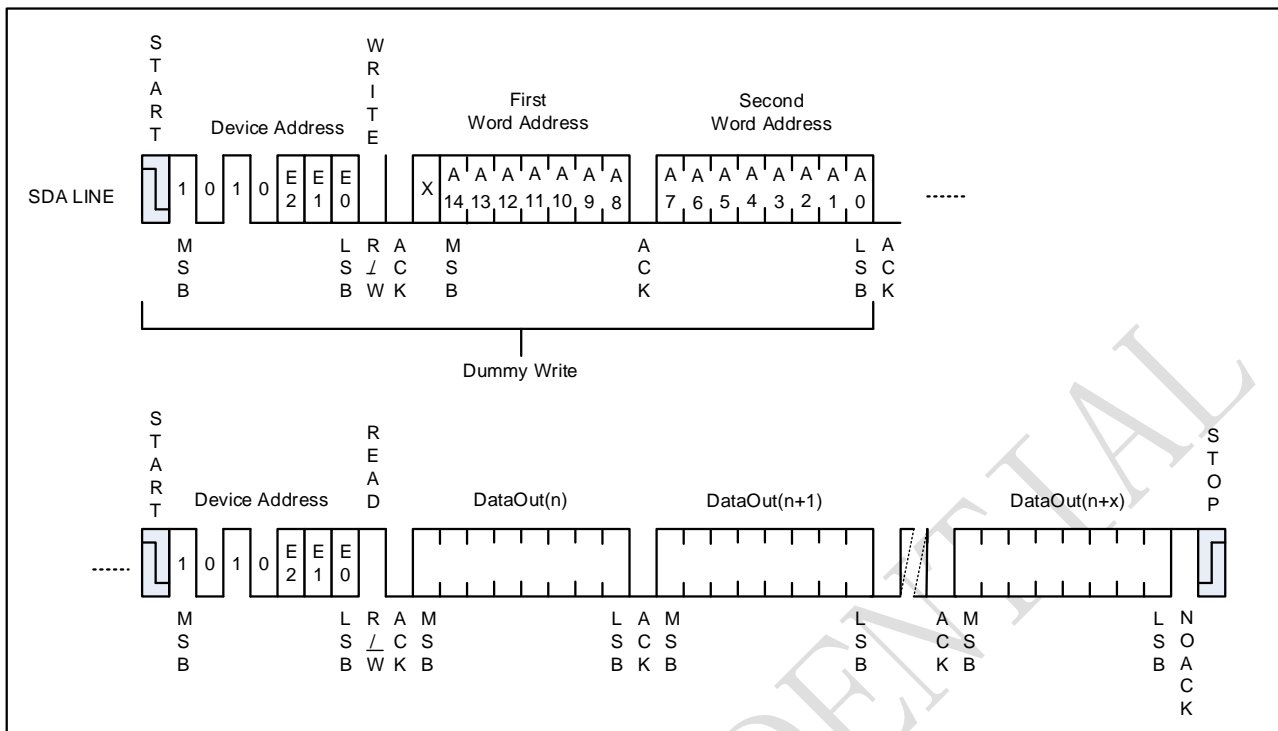 START
WRITE
First
Word Address
Second
Word Address
Device Address
SDA LINE
1 0 1 0 E2 E1 E0
X A14 A13 A12 A11 A10 A9 A8
A7 A6 A5 A4 A3 A2 A1 A0
MSB
LSB
R/W
ACK
MSB
ACK
LSB
ACK
Dummy Write
START
READ
STOP
Device Address
DataOut(n)
DataOut(n+1)
DataOut(n+x)
1 0 1 0 E2 E1 E0
MSB
LSB
R/W
ACK
MSB
LSB
ACK
MSB
LSB
ACK
MSB
LSB
NOACK